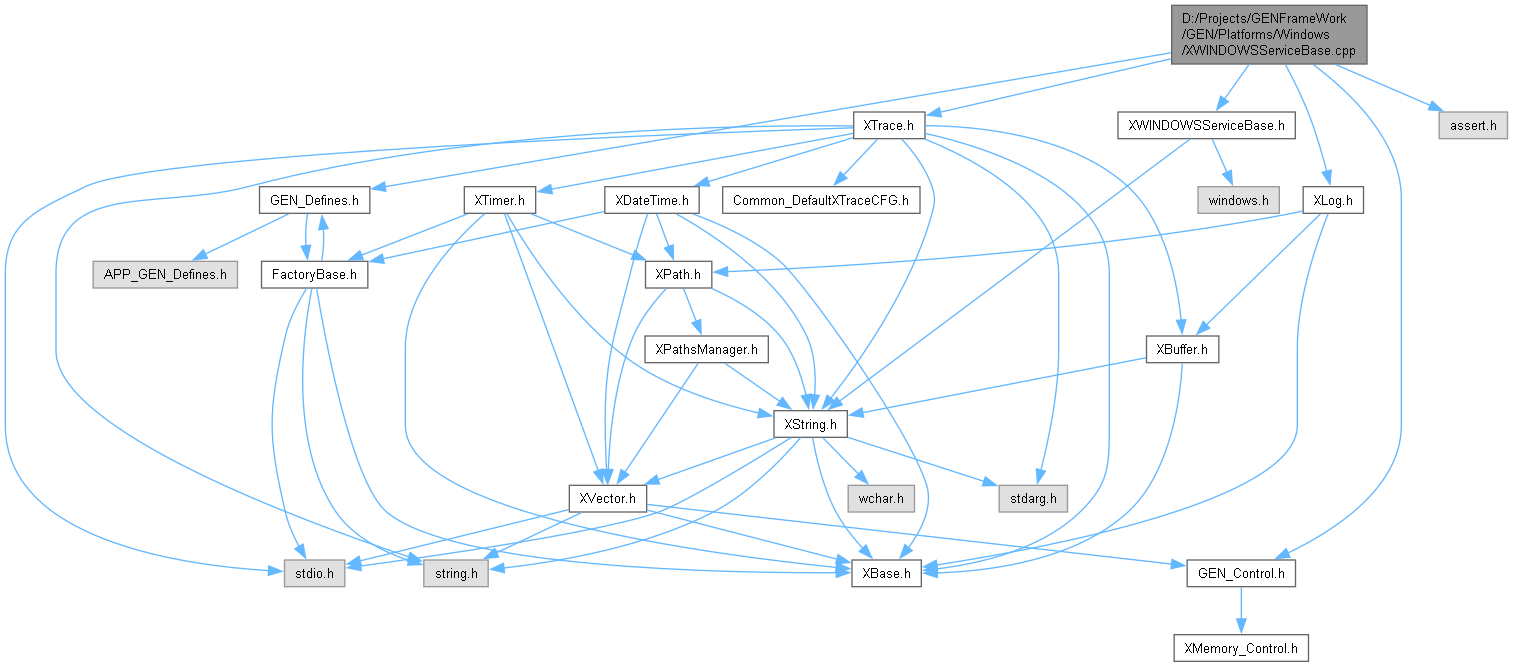 D:/Projects/GENFrameWork
/GEN/Platforms/Windows
/XWINDOWSServiceBase.cpp
XTrace.h
XWINDOWSServiceBase.h
assert.h
GEN_Defines.h
XTimer.h
XDateTime.h
Common_DefaultXTraceCFG.h
windows.h
XLog.h
APP_GEN_Defines.h
FactoryBase.h
XPath.h
XPathsManager.h
XBuffer.h
XString.h
XVector.h
wchar.h
stdarg.h
stdio.h
string.h
XBase.h
GEN_Control.h
XMemory_Control.h